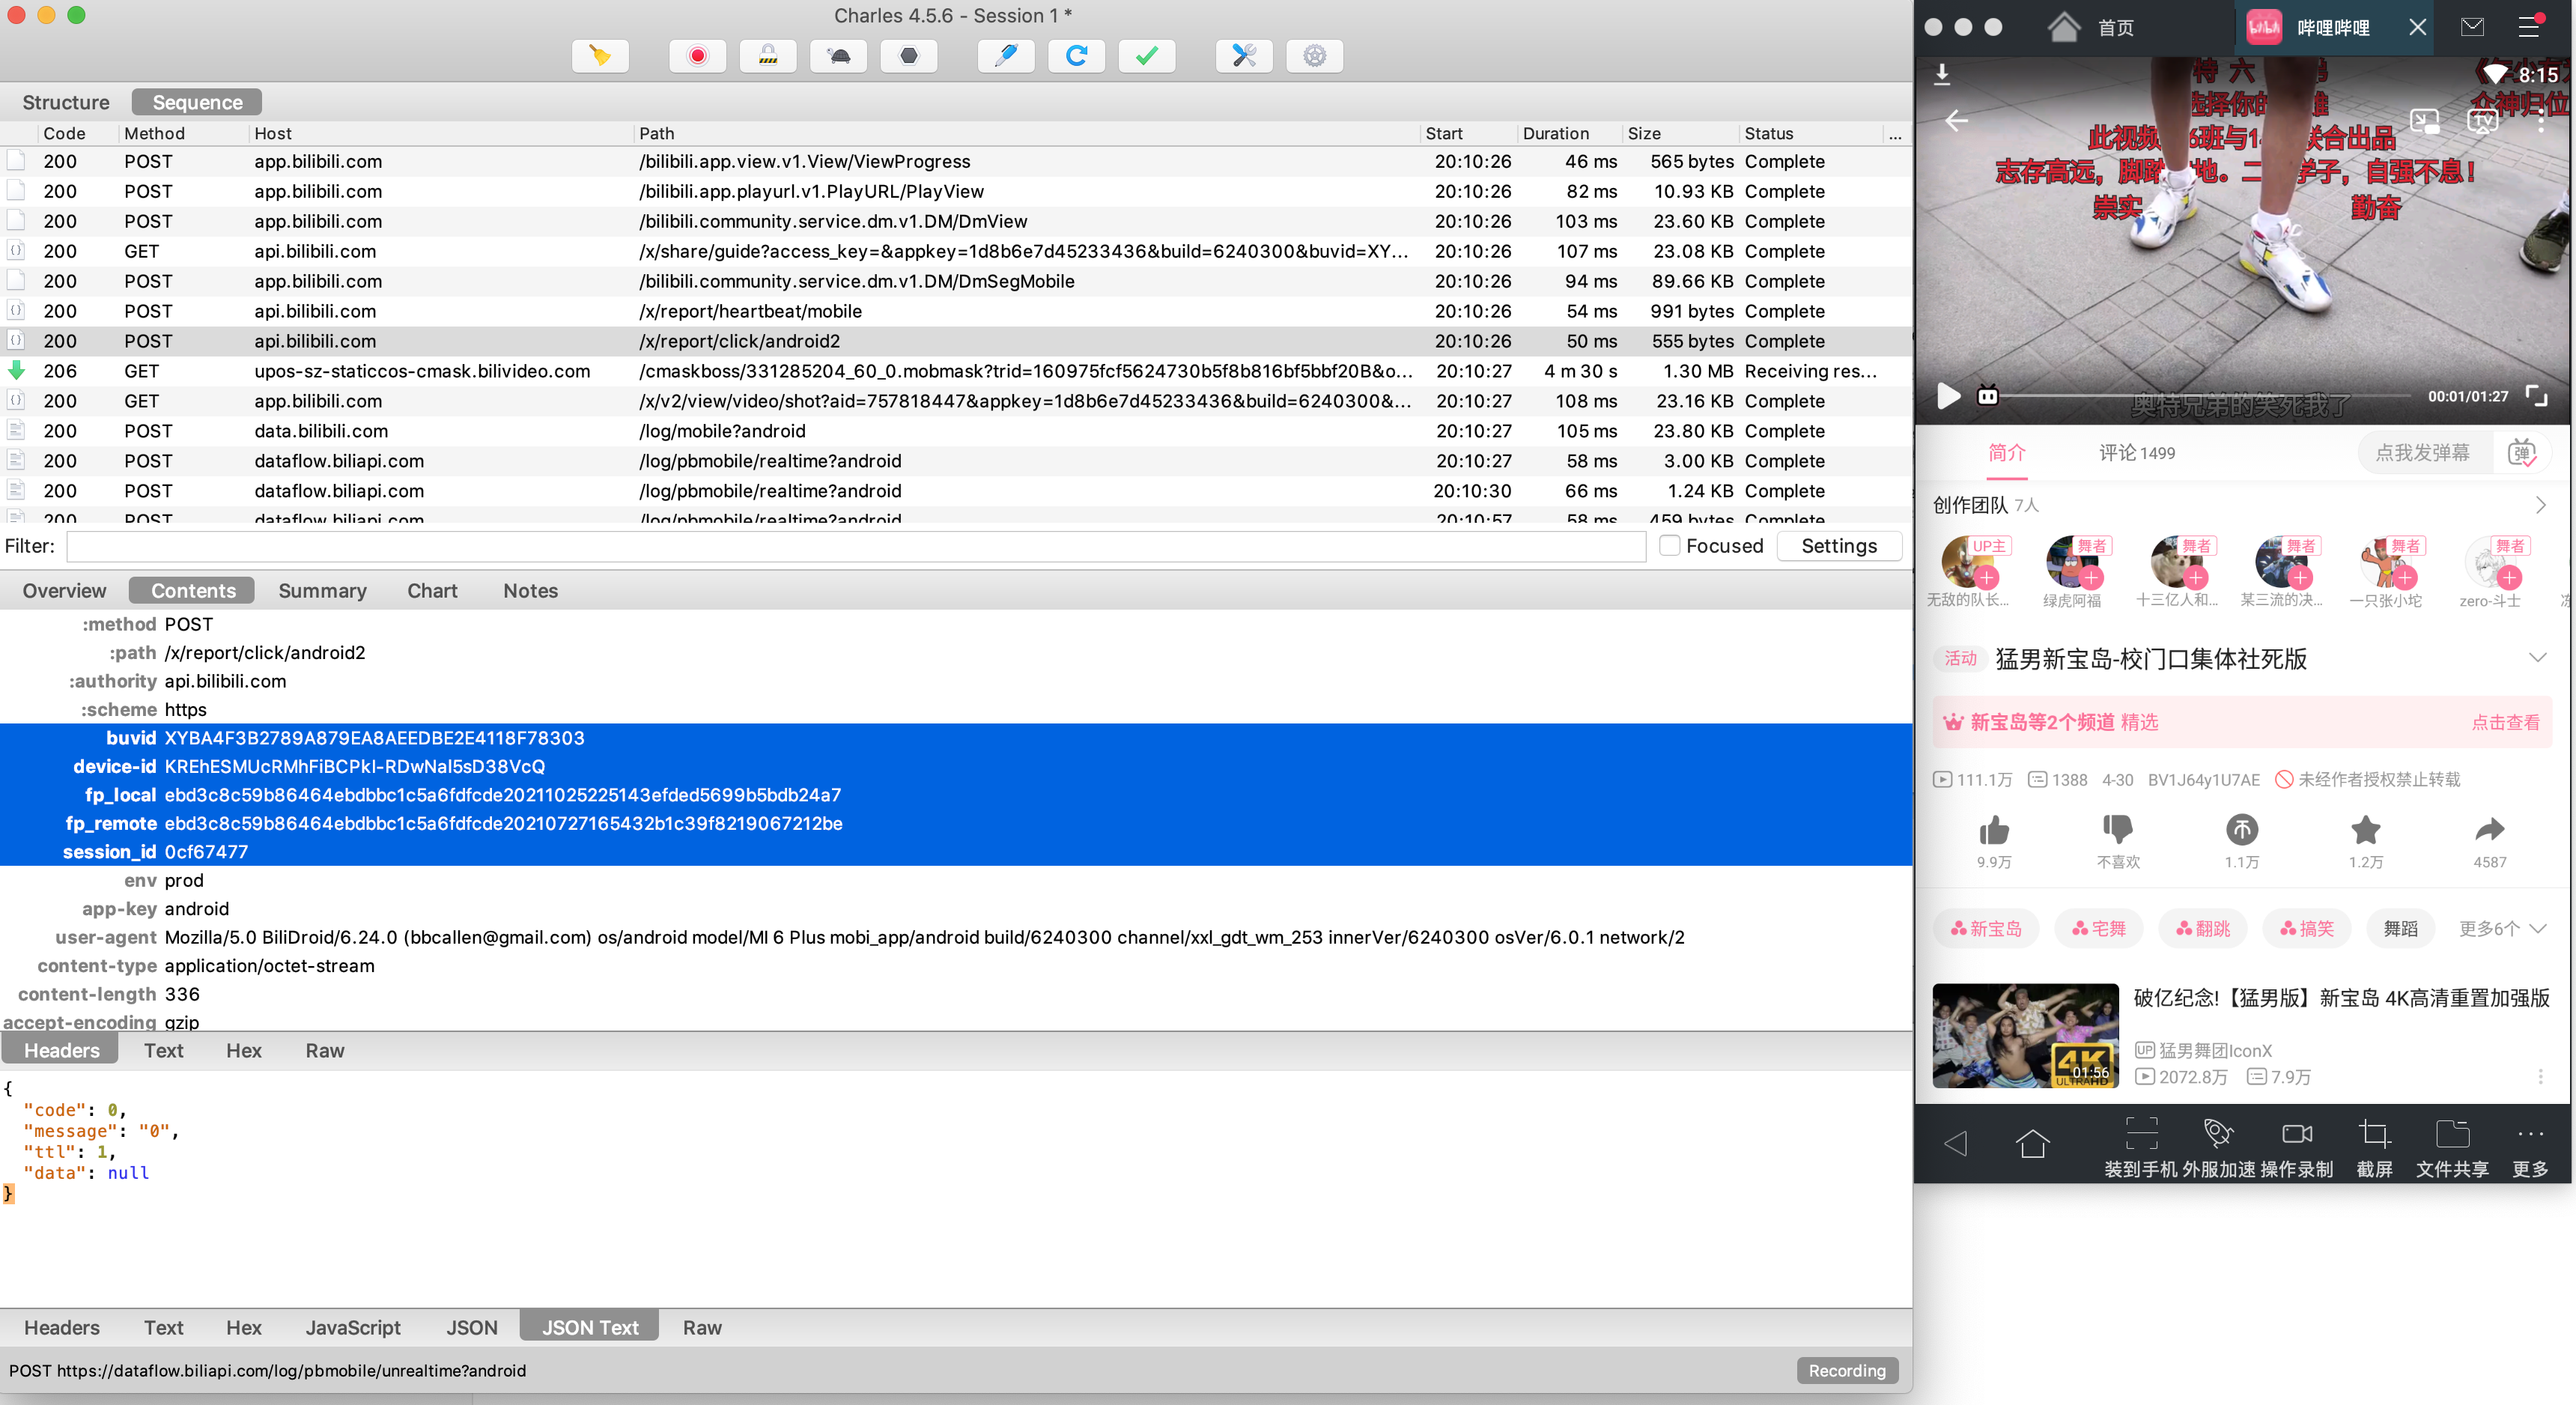 Charles 4.5.6 - Session 1 *
Structure Sequence
Code Method Host Path Start Duration Size Status ...
200 POST app.bilibili.com /bilibili.app.view.v1.View/ViewProgress 20:10:26 46 ms 565 bytes Complete
200 POST app.bilibili.com /bilibili.app.playurl.v1.PlayURL/PlayView 20:10:26 82 ms 10.93 KB Complete
200 POST app.bilibili.com /bilibili.community.service.dm.v1.DM/DmView 20:10:26 103 ms 23.60 KB Complete
200 GET api.bilibili.com /x/share/guide?access_key=&appkey=1d8b6e7d45233436&build=6240300&buvid=XY... 20:10:26 107 ms 23.08 KB Complete
200 POST app.bilibili.com /bilibili.community.service.dm.v1.DM/DmSegMobile 20:10:26 94 ms 89.66 KB Complete
200 POST api.bilibili.com /x/report/heartbeat/mobile 20:10:26 54 ms 991 bytes Complete
200 POST api.bilibili.com /x/report/click/android2 20:10:26 50 ms 555 bytes Complete
206 GET upos-sz-staticcos-cmask.bilivideo.com /cmaskboss/331285204_60_0.mobmask?trid=160975fcf5624730b5f8b816bf5bbf20B&o... 20:10:27 4 m 30 s 1.30 MB Receiving res...
200 GET app.bilibili.com /x/v2/view/video/shot?aid=757818447&appkey=1d8b6e7d45233436&build=6240300&... 20:10:27 108 ms 23.16 KB Complete
200 POST data.bilibili.com /log/mobile?android 20:10:27 105 ms 23.80 KB Complete
200 POST dataflow.biliapi.com /log/pbmobile/realtime?android 20:10:27 58 ms 3.00 KB Complete
200 POST dataflow.biliapi.com /log/pbmobile/realtime?android 20:10:30 66 ms 1.24 KB Complete
200 POST dataflow.biliapi.com /log/pbmobile/realtime?android 20:10:57 58 ms 459 bytes Complete
Filter: Focused Settings
Overview Contents Summary Chart Notes
:method POST
:path /x/report/click/android2
:authority api.bilibili.com
:scheme https
buvid XYBA4F3B2789A879EA8AEEDBE2E4118F78303
device-id KREhESMUcRMhFiBCPkI-RDwNaI5sD38VcQ
fp_local ebd3c8c59b86464ebdbbc1c5a6fdfcde20211025225143efded5699b5bdb24a7
fp_remote ebd3c8c59b86464ebdbbc1c5a6fdfcde20210727165432b1c39f8219067212be
session_id 0cf67477
env prod
app-key android
user-agent Mozilla/5.0 BiliDroid/6.24.0 (bbcallen@gmail.com) os/android model/MI 6 Plus mobi_app/android build/6240300 channel/xxl_gdt_wm_253 innerVer/6240300 osVer/6.0.1 network/2
content-type application/octet-stream
content-length 336
accept-encoding gzip
Headers Text Hex Raw
{
"code": 0,
"message": "0",
"ttl": 1,
"data": null
}
Headers Text Hex JavaScript JSON JSON Text Raw
POST https://dataflow.biliapi.com/log/pbmobile/unrealtime?android Recording
首页 bilibili 哔哩哔哩
8:15
特 六
选择你的 众神归位
此视频 6班与1 联合出品
志存高远，脚踏 地。二 学子，自强不息！
崇实 勤奋
TV
奥特兄弟的笑死我了 00:01/01:27
简介 评论 1499 点我发弹幕 弹
创作团队 7人
UP主 舞者 舞者 舞者 舞者 舞者
无敌的队长... 绿虎阿福 十三亿人和... 某三流的决... 一只张小坨 zero-斗士
活动 猛男新宝岛-校门口集体社死版
新宝岛等2个频道 精选 点击查看
111.1万 1388 4-30 BV1J64y1U7AE 未经作者授权禁止转载
9.9万 不喜欢 1.1万 1.2万 4587
新宝岛 宅舞 翻跳 搞笑 舞蹈 更多6个
破亿纪念!【猛男版】新宝岛 4K高清重置加强版
4K
ULTRAHD
01:56
UP 猛男舞团IconX
2072.8万 7.9万
装到手机 外服加速 操作录制 截屏 文件共享 更多